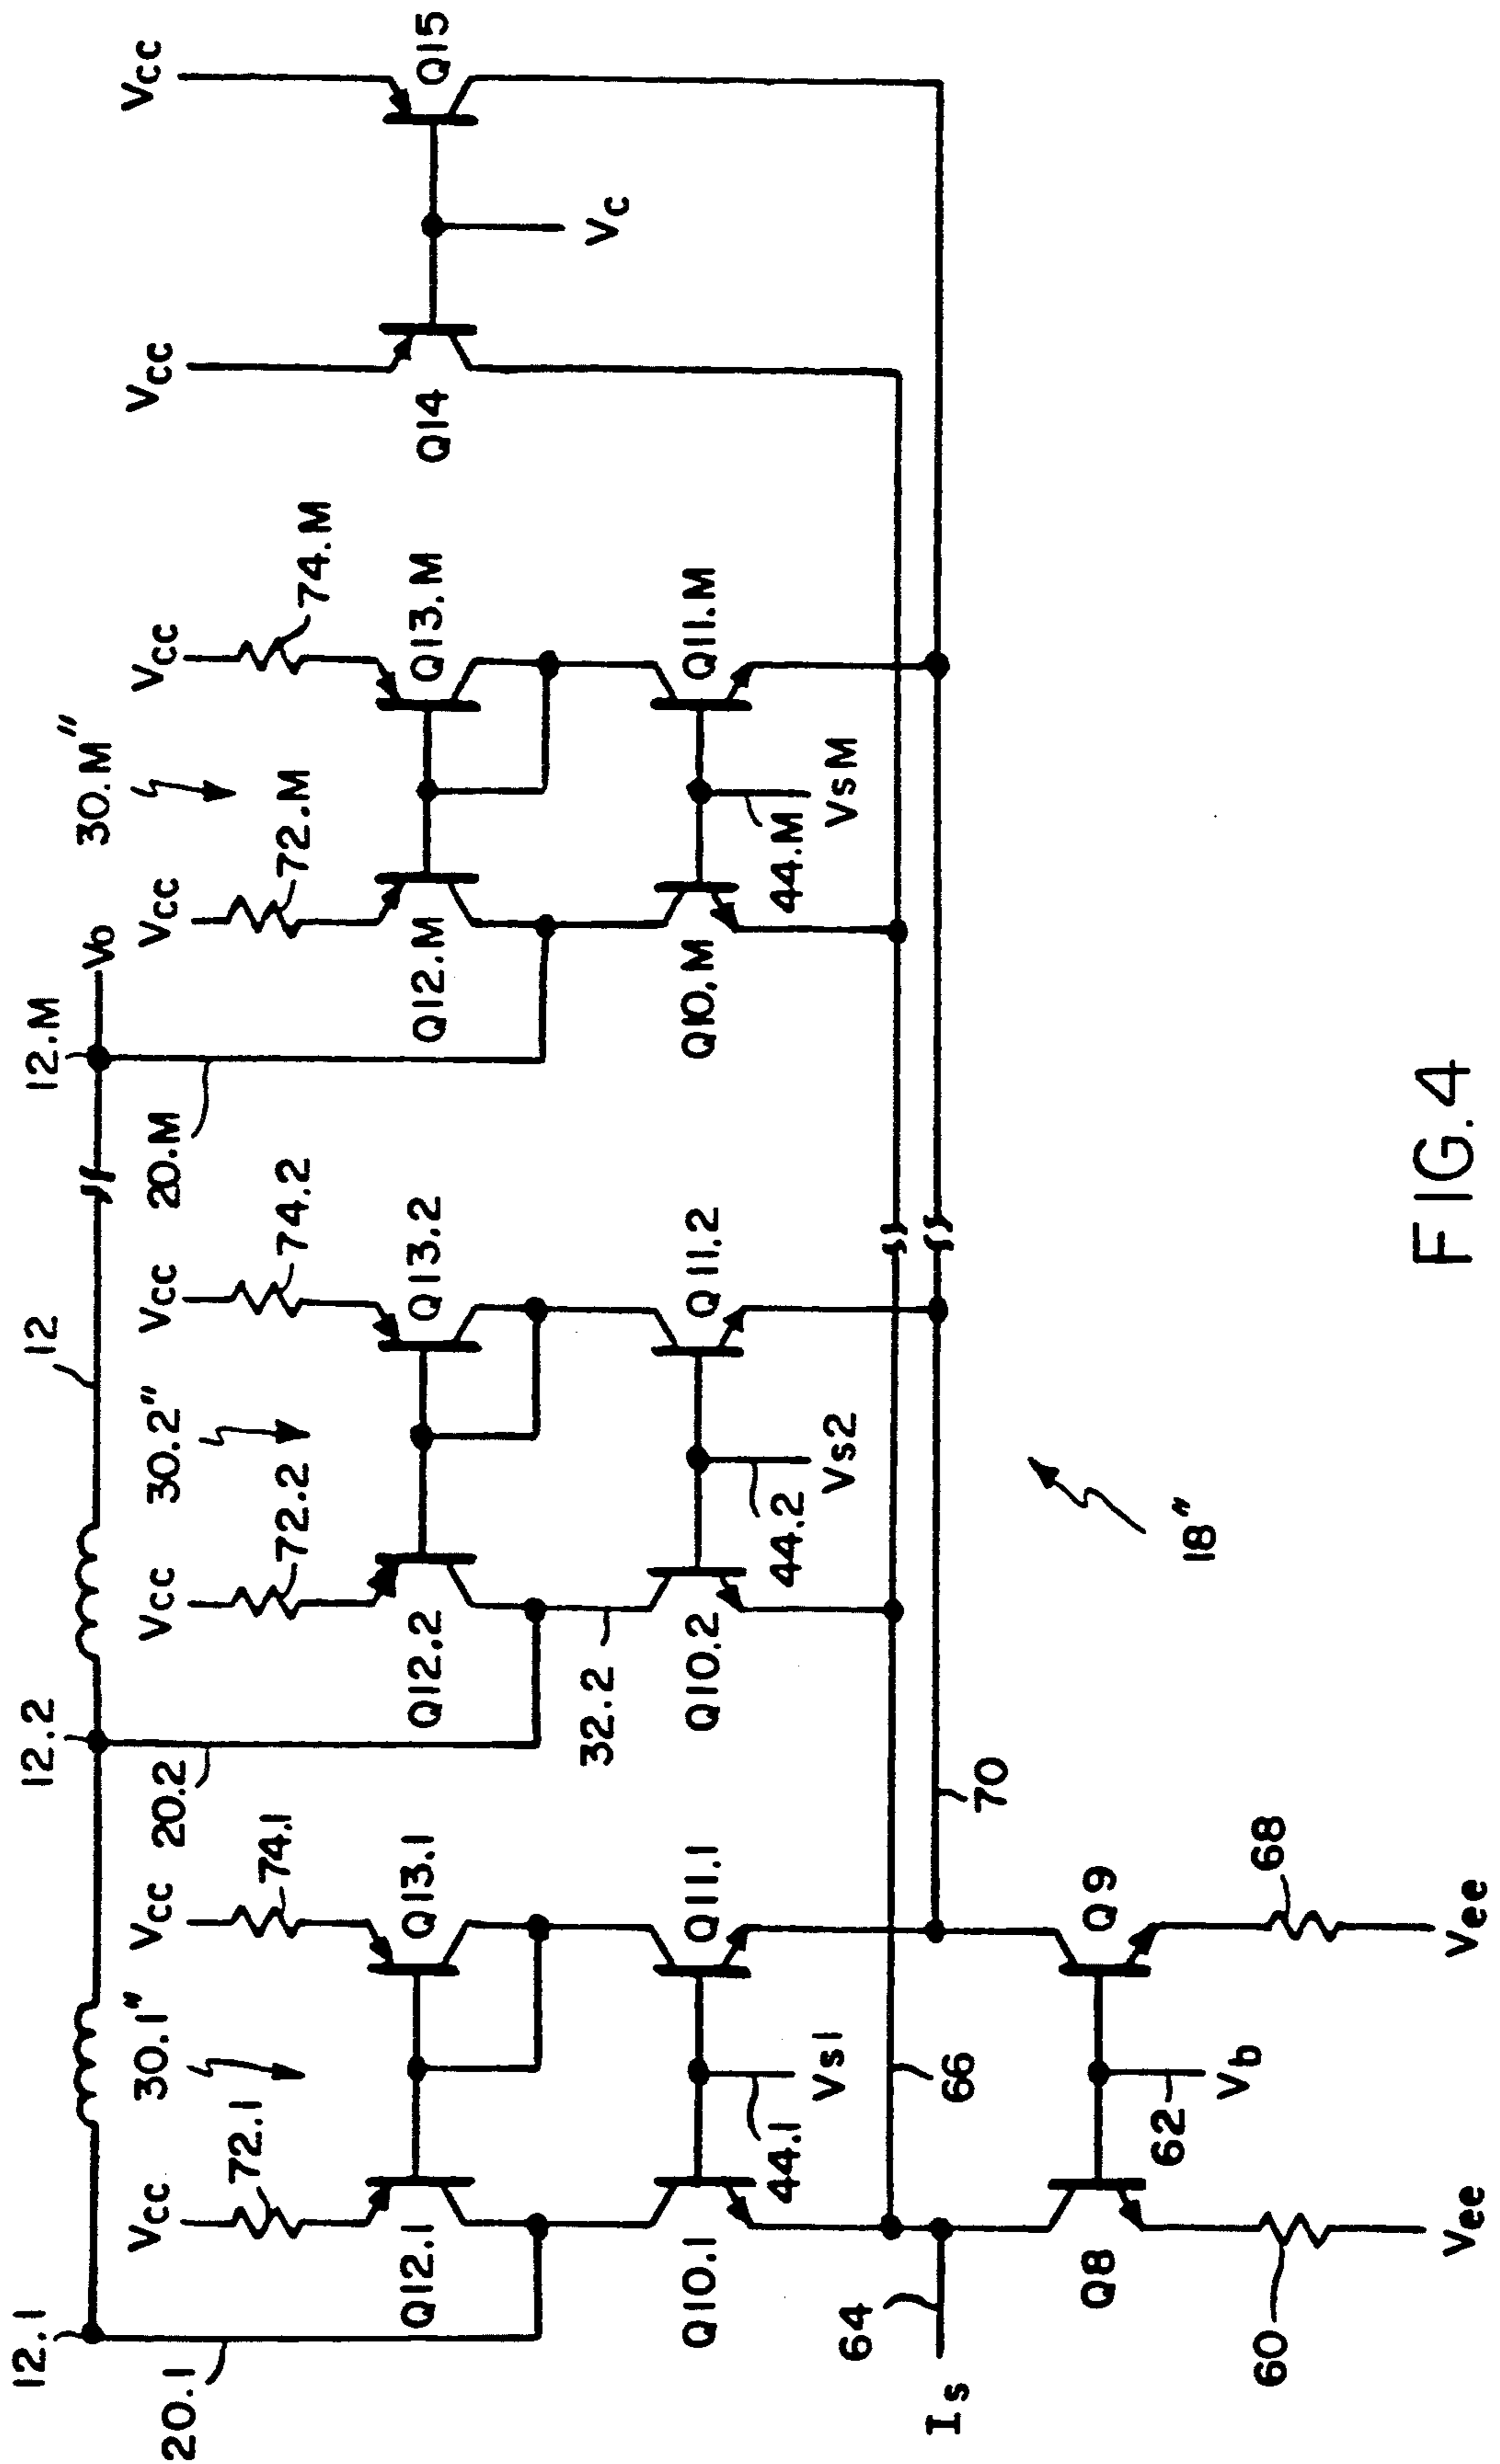 12.1
12.2
12
12.M
Vo
20.1
20.2
20.M
Vcc
72.1
30.1"
Vcc
74.1
Vcc
72.2
30.2"
Vcc
74.2
Vcc
72.M
30.M"
Vcc
74.M
Vcc
Vcc
Q12.1
Q13.1
Q12.2
Q13.2
Q12.M
Q13.M
Q14
Q15
32.2
Vc
Q10.1
Q11.1
Q10.2
Q11.2
Q10.M
Q11.M
44.1
Vs1
44.2
Vs2
44.M
VsM
64
Is
66
70
Q8
Q9
62
Vb
18"
60
68
Vee
Vee
FIG. 4